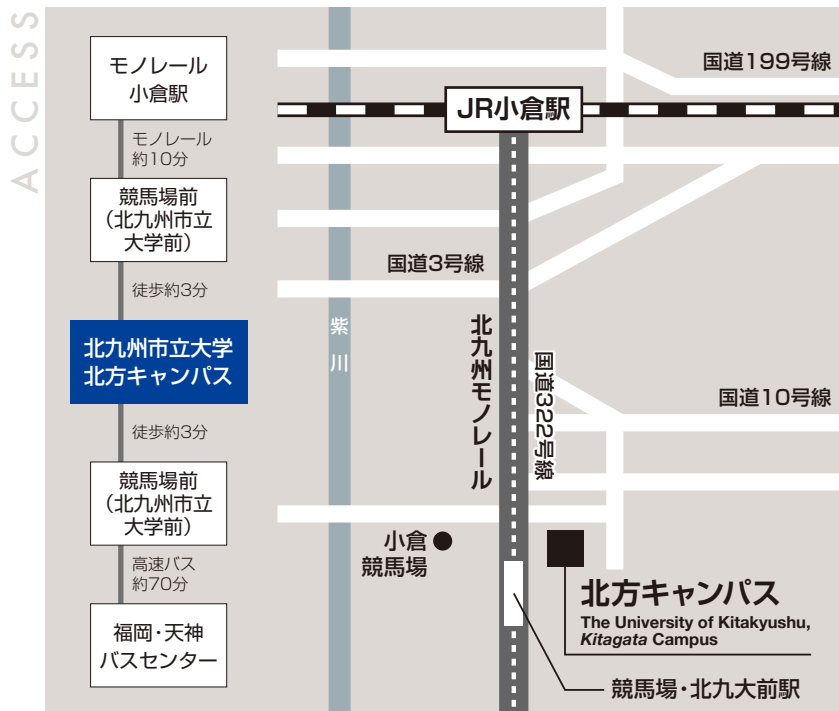 ACCESS
モノレール
小倉駅
モノレール
約10分
競馬場前
(北九州市立
大学前)
徒歩約3分
北九州市立大学
北方キャンパス
徒歩約3分
競馬場前
(北九州市立
大学前)
高速バス
約70分
福岡・天神
バスセンター
国道199号線
JR小倉駅
国道3号線
紫川
北九州モノレール
国道322号線
国道10号線
小倉
競馬場
北方キャンパス
The University of Kitakyushu,
Kitagata Campus
競馬場・北九大前駅